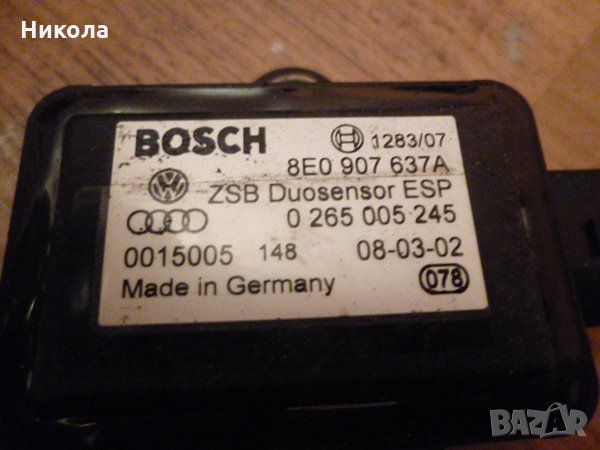 Никола
BOSCH 1283/07
8E0 907 637A
ZSB Duosensor ESP
0 265 005 245
0015005 148 08-03-02
Made in Germany 078
BAZAR